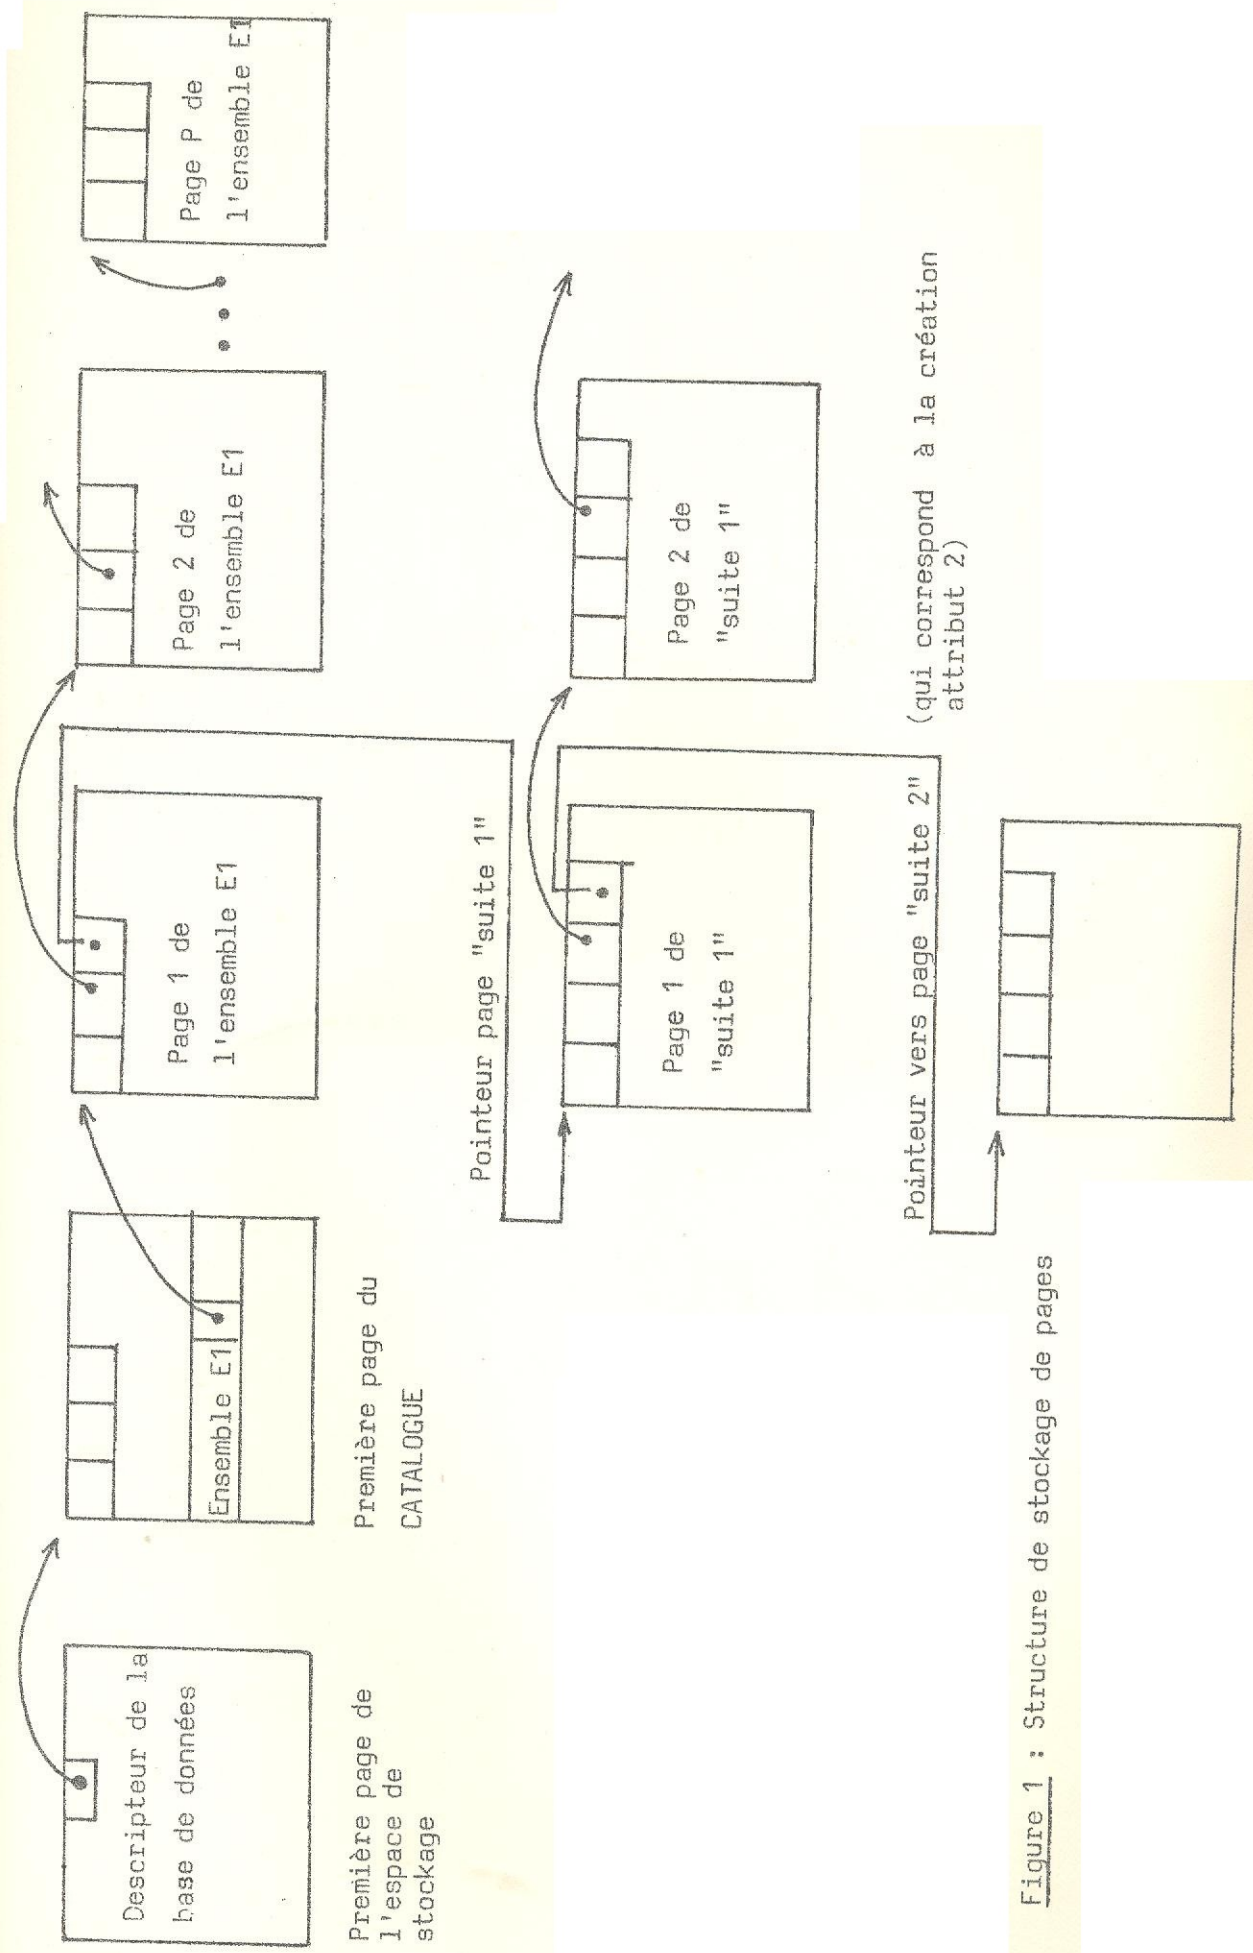 Descripteur de la
base de données
Première page de
l'espace de
stockage
Ensemble E1
Première page du
CATALOGUE
Page 1 de
l'ensemble E1
Page 2 de
l'ensemble E1
Page P de
l'ensemble E1
Pointeur page "suite 1"
Page 1 de
"suite 1"
Page 2 de
"suite 1"
Pointeur vers page "suite 2"
(qui correspond à la création
attribut 2)
Figure 1 : Structure de stockage de pages